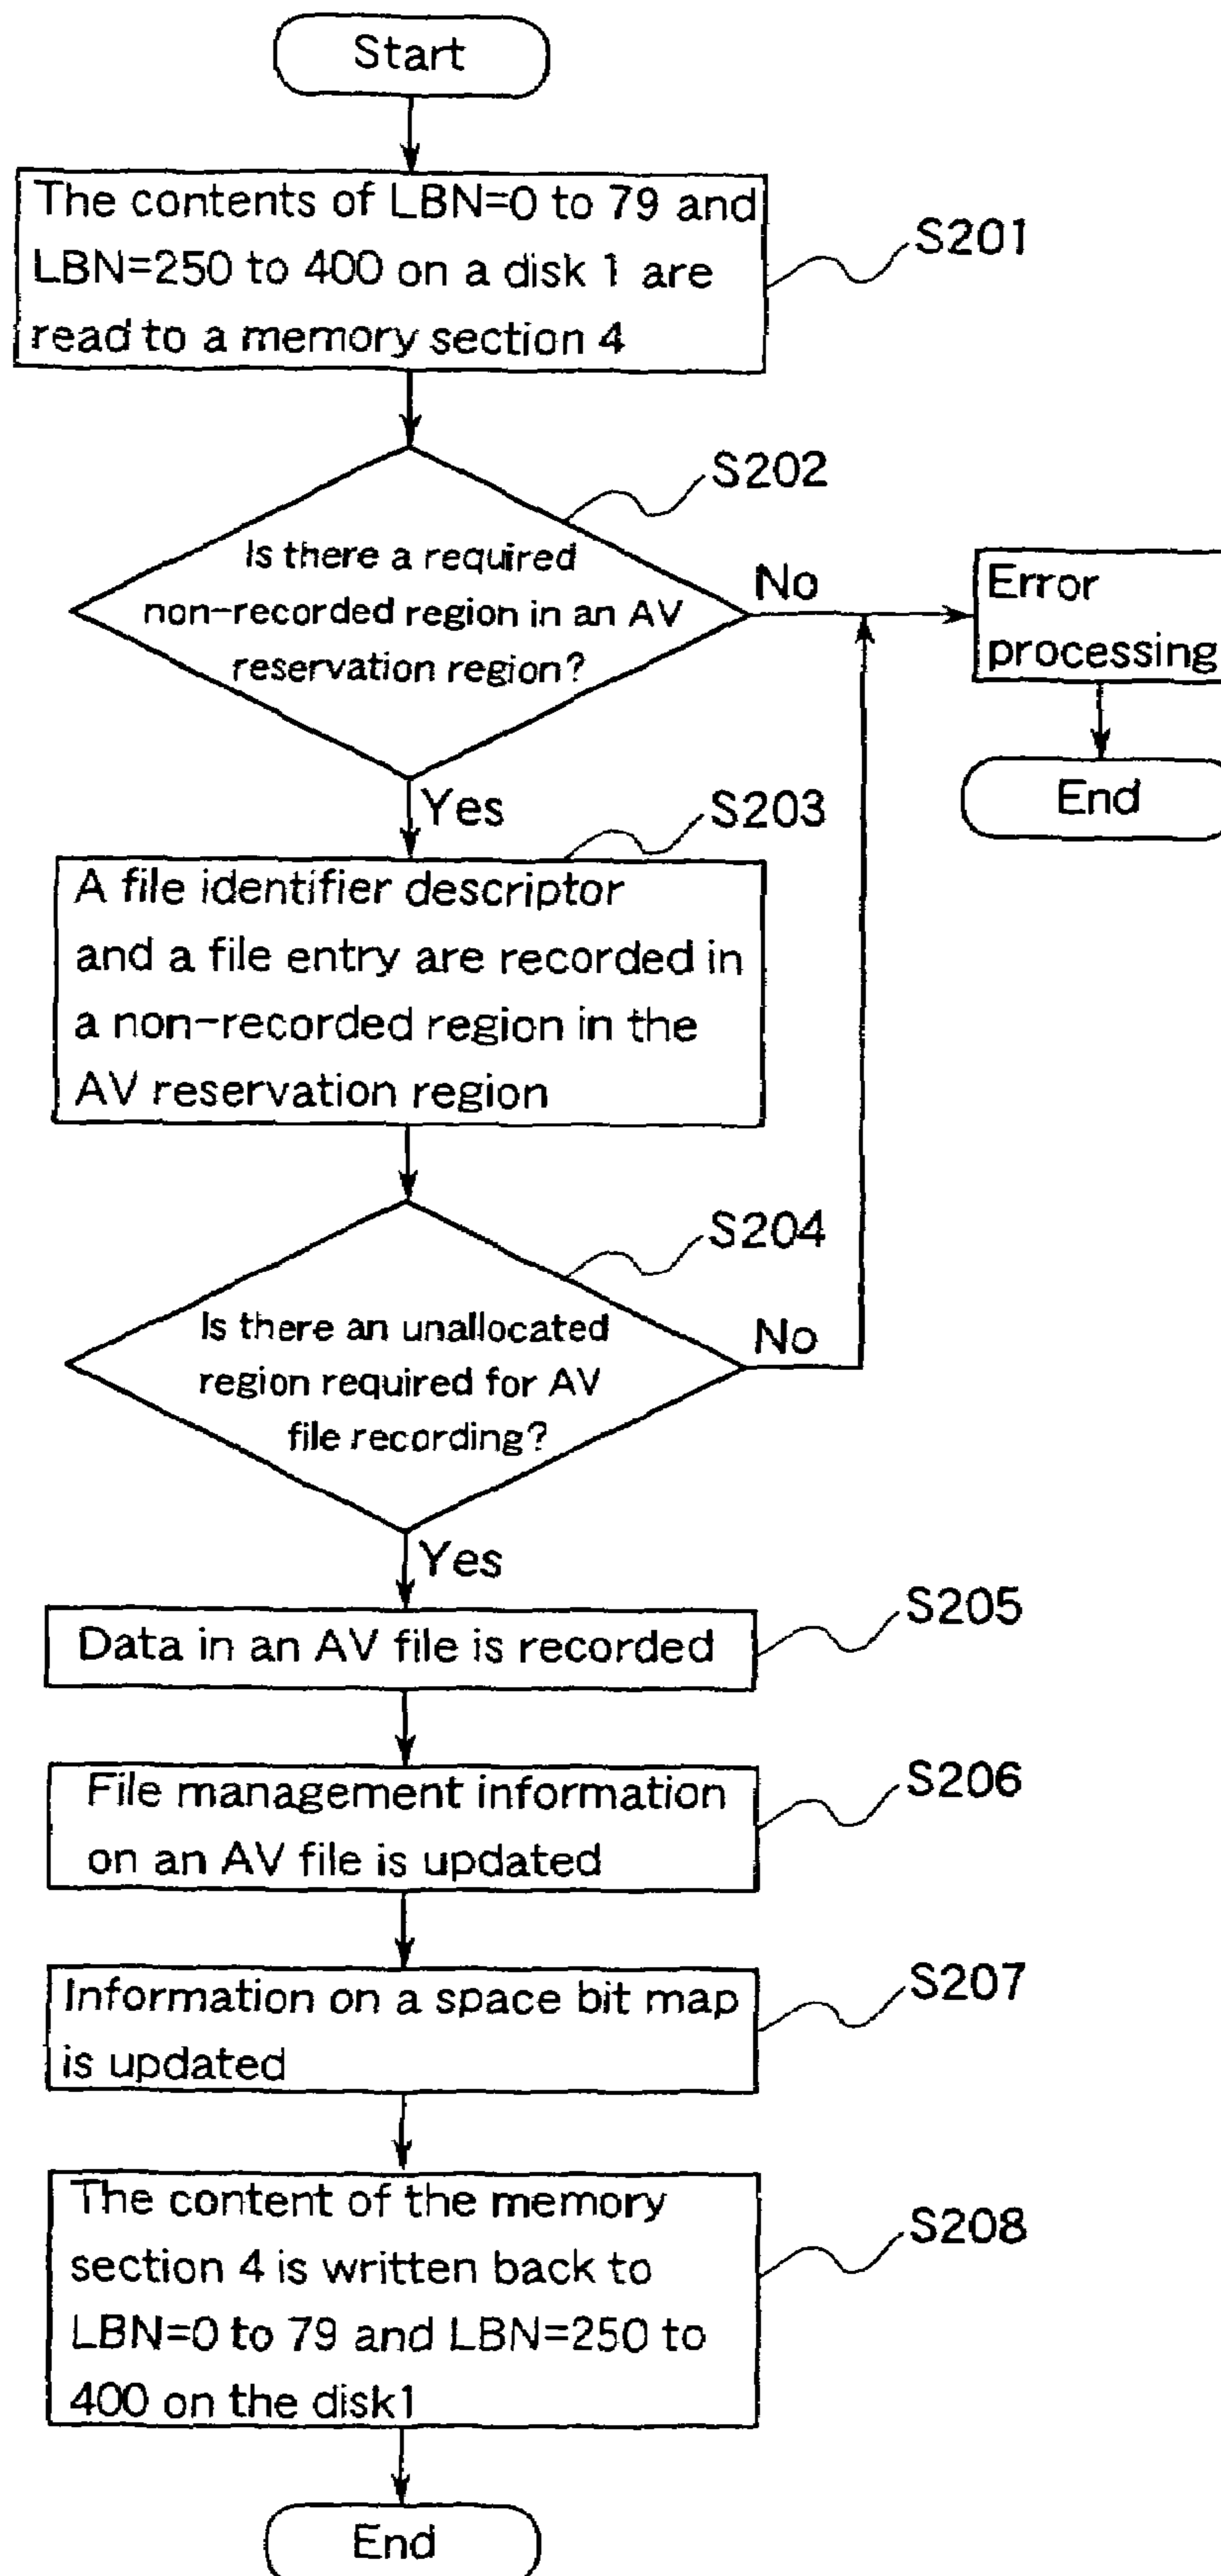 Start
The contents of LBN=0 to 79 and
LBN=250 to 400 on a disk 1 are
read to a memory section 4
S201
S202
Is there a required
non-recorded region in an AV
reservation region?
No
Error
processing
End
Yes
S203
A file identifier descriptor
and a file entry are recorded in
a non-recorded region in the
AV reservation region
S204
Is there an unallocated
region required for AV
file recording?
No
Yes
S205
Data in an AV file is recorded
S206
File management information
on an AV file is updated
S207
Information on a space bit map
is updated
The content of the memory
section 4 is written back to
LBN=0 to 79 and LBN=250 to
400 on the disk1
S208
End